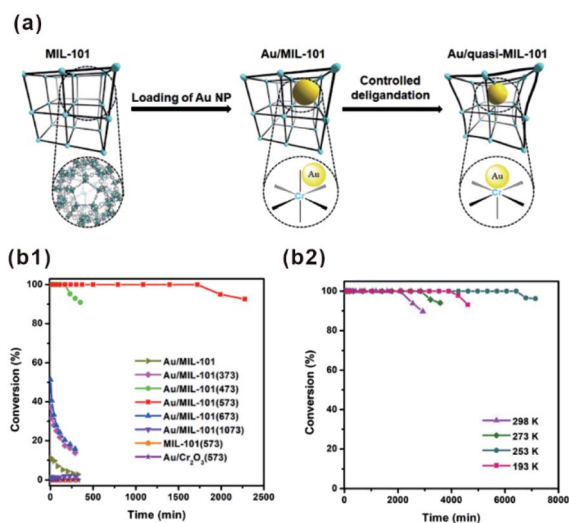 (a)
MIL-101
Au/MIL-101
Au/quasi-MIL-101
Loading of Au NP
Controlled
deligandation
Au
Cr
Au
Cr
(b1)
Conversion (%)
100
80
60
40
20
0
Au/MIL-101
Au/MIL-101(373)
Au/MIL-101(473)
Au/MIL-101(573)
Au/MIL-101(673)
Au/MIL-101(1073)
MIL-101(573)
Au/Cr₂O₃(573)
0 500 1000 1500 2000 2500
Time (min)
(b2)
Conversion (%)
100
80
60
40
20
0
298 K
273 K
253 K
193 K
0 2000 4000 6000 8000
Time (min)